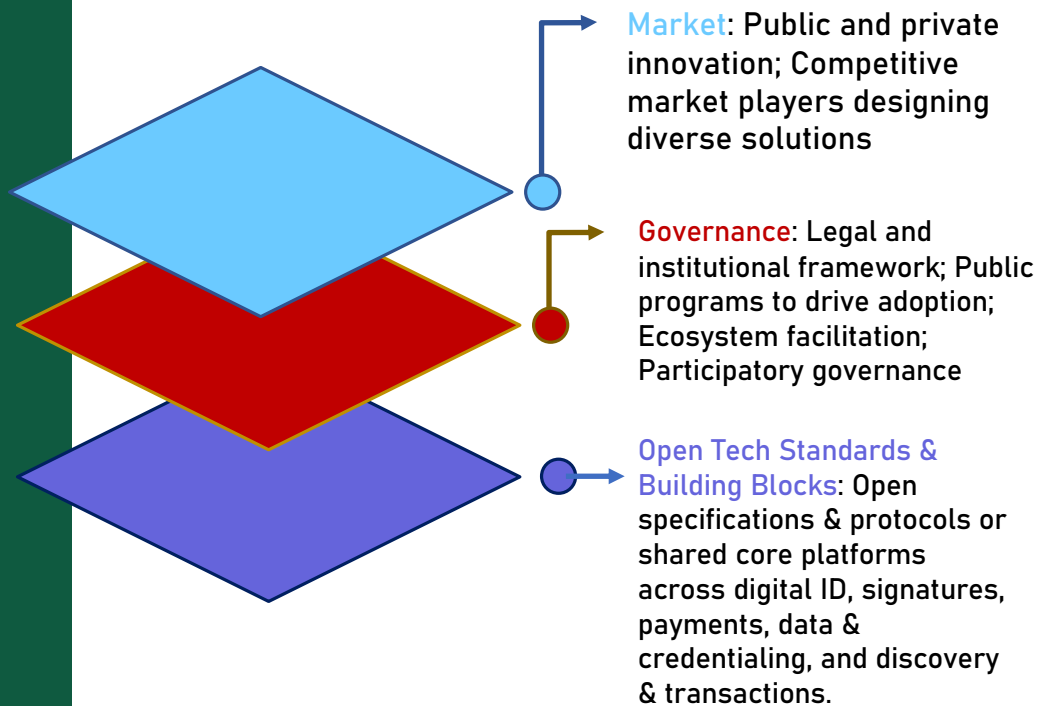 Market: Public and private
innovation; Competitive
market players designing
diverse solutions
Governance: Legal and
institutional framework; Public
programs to drive adoption;
Ecosystem facilitation;
Participatory governance
Open Tech Standards &
Building Blocks: Open
specifications & protocols or
shared core platforms
across digital ID, signatures,
payments, data &
credentialing, and discovery
& transactions.